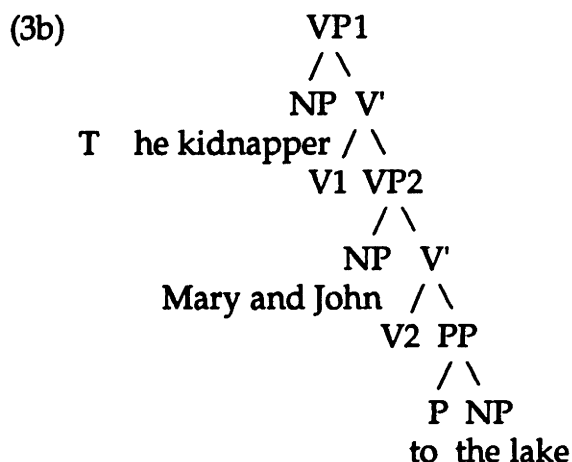 (3b) VP1
/ \
NP V'
T he kidnapper / \
V1 VP2
/ \
NP V'
Mary and John / \
V2 PP
/ \
P NP
to the lake